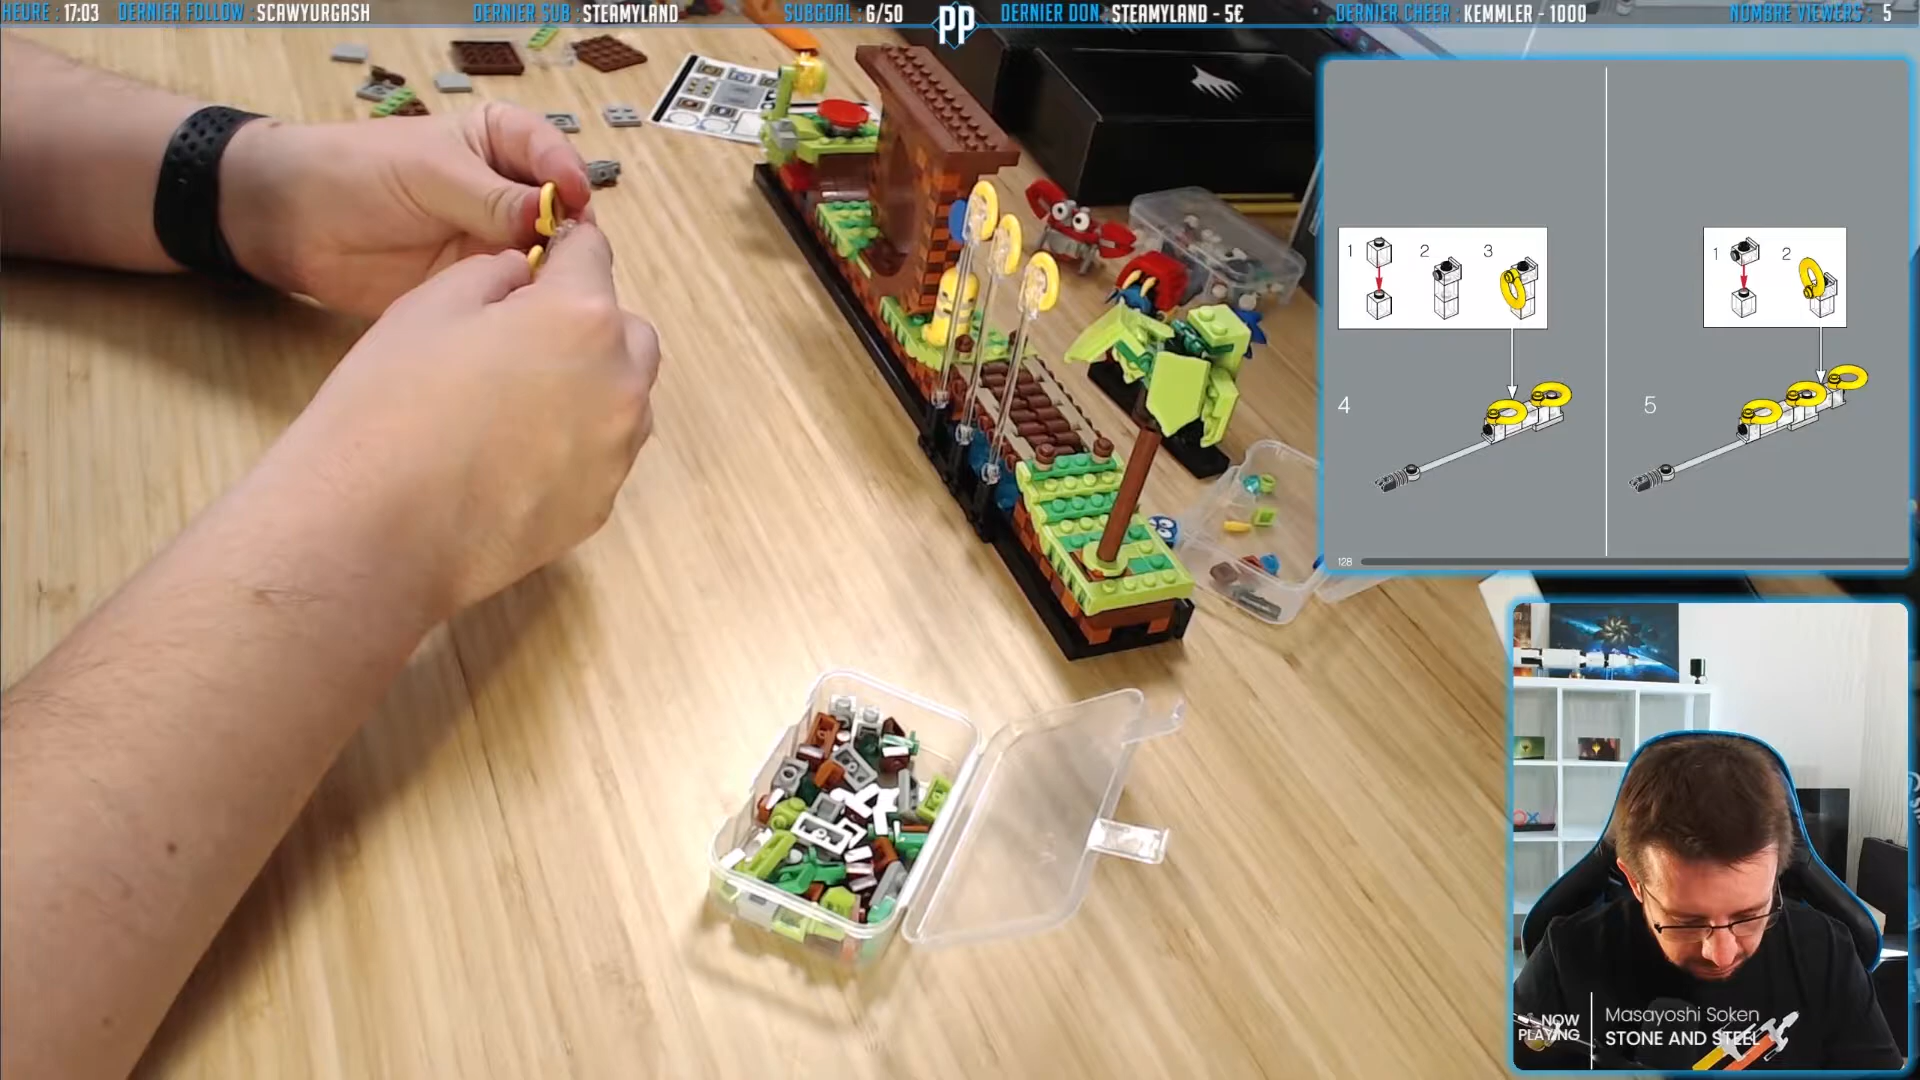 HEURE : 17:03 DERNIER FOLLOW : SCAWYURGASH DERNIER SUB : STEAMYLAND SUBGOAL : 6/50 PP DERNIER DON : STEAMYLAND - 5€ DERNIER CHEER : KEMMLER - 1000 NOMBRE VIEWERS : 5
1 2 3
1 2
4
5
128
NOW PLAYING
Masayoshi Soken
STONE AND STEEL